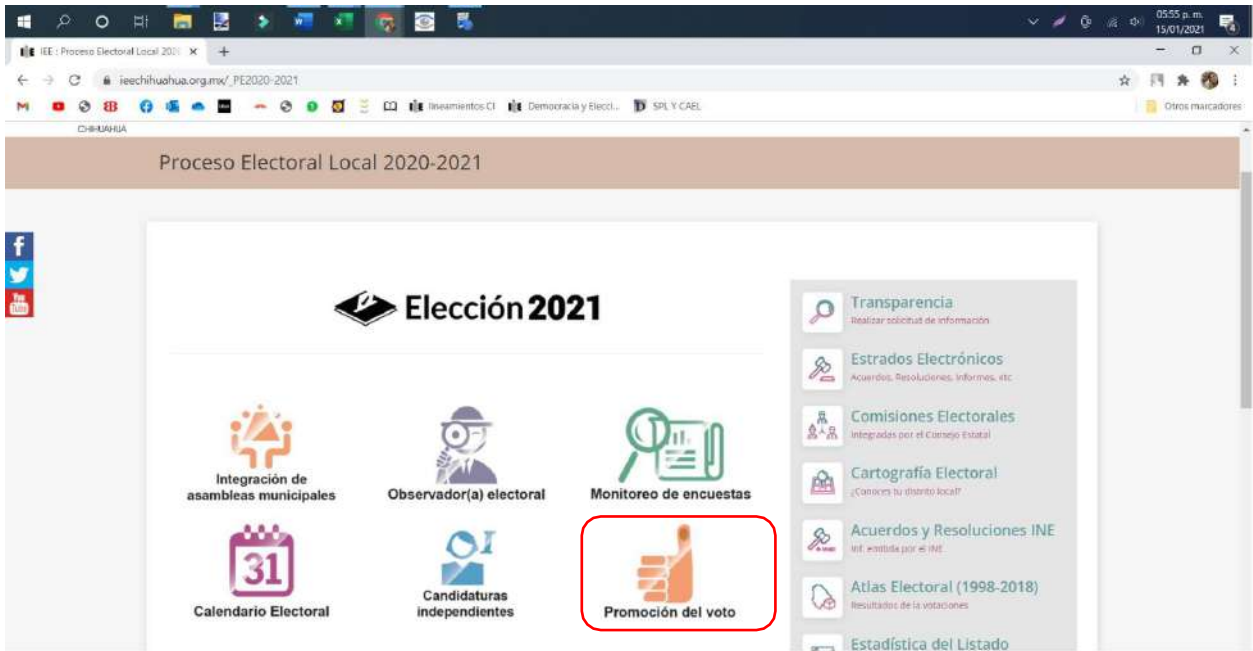 05:55 p. m.
15/01/2021
IEE : Proceso Electoral Local 202
ieechihuahua.org.mx/_PE2020-2021
lineamientos CI
Democracia y Elecci...
SPL Y CAEL
Otros marcadores
CHIHUAHUA
Proceso Electoral Local 2020-2021
Elección 2021
Integración de
asambleas municipales
Observador(a) electoral
Monitoreo de encuestas
31
Calendario Electoral
Candidaturas
independientes
Promoción del voto
Transparencia
Realizar solicitud de información
Estrados Electrónicos
Acuerdos, Resoluciones, Informes, etc
Comisiones Electorales
Integradas por el Consejo Estatal
Cartografía Electoral
¿Conoces tu distrito local?
Acuerdos y Resoluciones INE
Inf. emitida por el INE
Atlas Electoral (1998-2018)
Resultados de la votaciones
Estadística del Listado